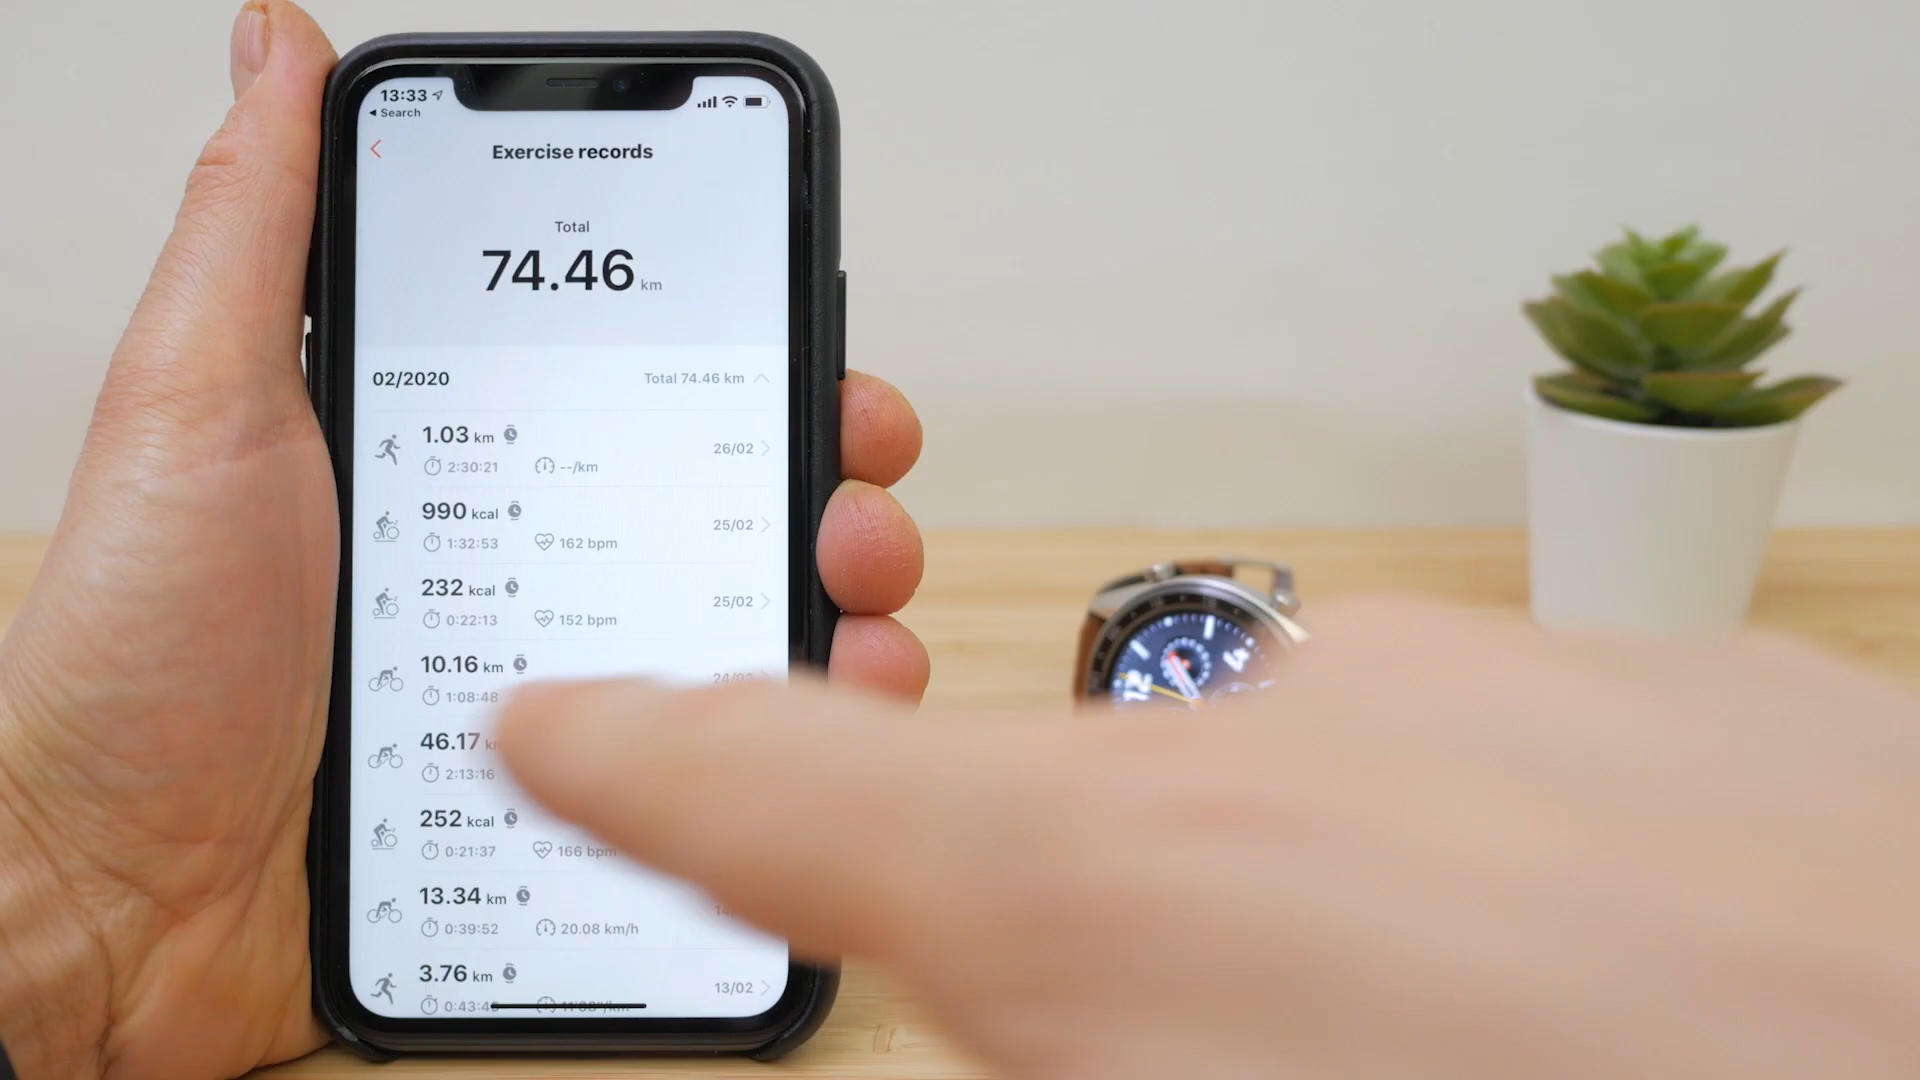 13:33
Search
Exercise records
Total
74.46 km
02/2020 Total 74.46 km
1.03 km
26/02
2:30:21 --/km
990 kcal
25/02
1:32:53 162 bpm
232 kcal
25/02
0:22:13 152 bpm
10.16 km
24/02
1:08:48
46.17
2:13:16
252 kcal
0:21:37 166 bpm
13.34 km
0:39:52 20.08 km/h
3.76 km
13/02
12